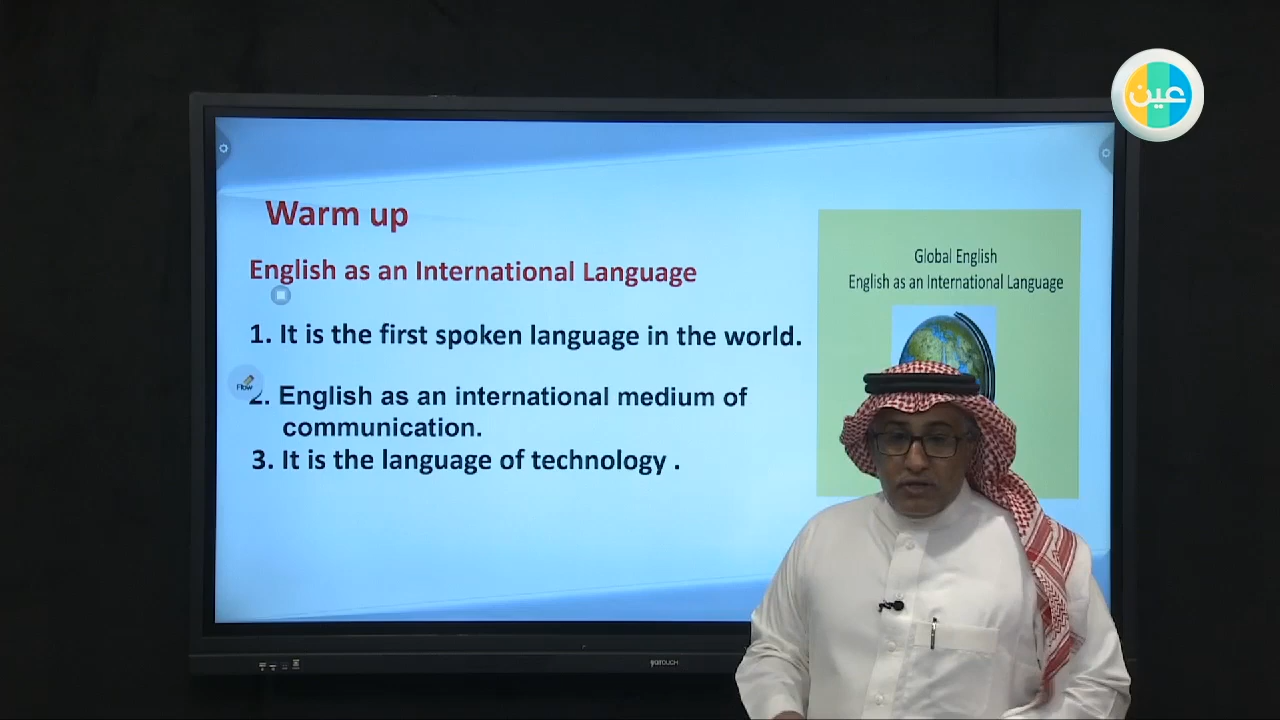 عين
Warm up
English as an International Language
1. It is the first spoken language in the world.
Flow
2. English as an international medium of
communication.
3. It is the language of technology .
Global English
English as an International Language